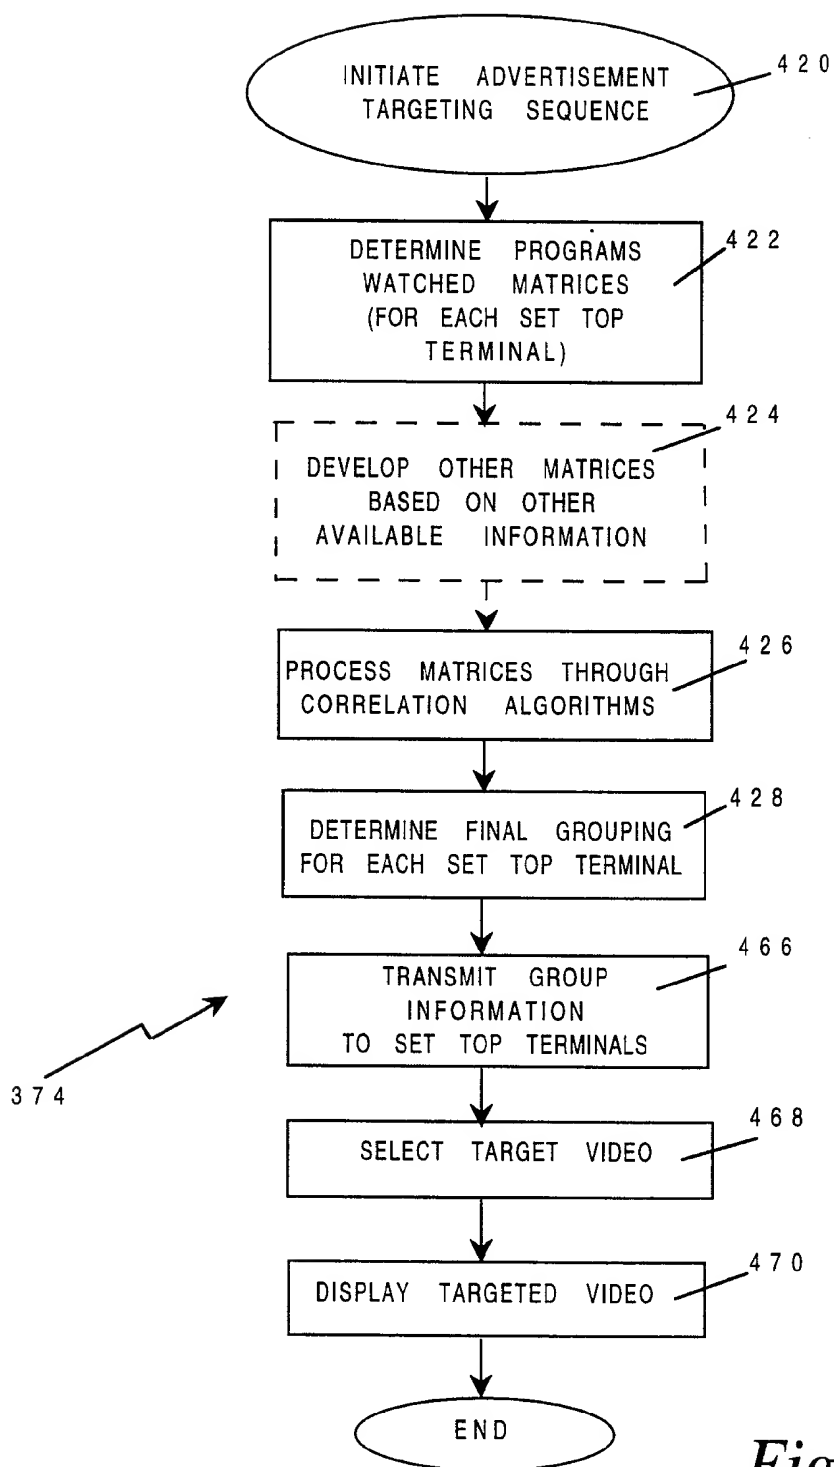 INITIATE ADVERTISEMENT
TARGETING SEQUENCE
420
DETERMINE PROGRAMS
WATCHED MATRICES
(FOR EACH SET TOP
TERMINAL)
422
424
DEVELOP OTHER MATRICES
BASED ON OTHER
AVAILABLE INFORMATION
426
PROCESS MATRICES THROUGH
CORRELATION ALGORITHMS
428
DETERMINE FINAL GROUPING
FOR EACH SET TOP TERMINAL
466
TRANSMIT GROUP
INFORMATION
TO SET TOP TERMINALS
374
468
SELECT TARGET VIDEO
470
DISPLAY TARGETED VIDEO
END
Fig